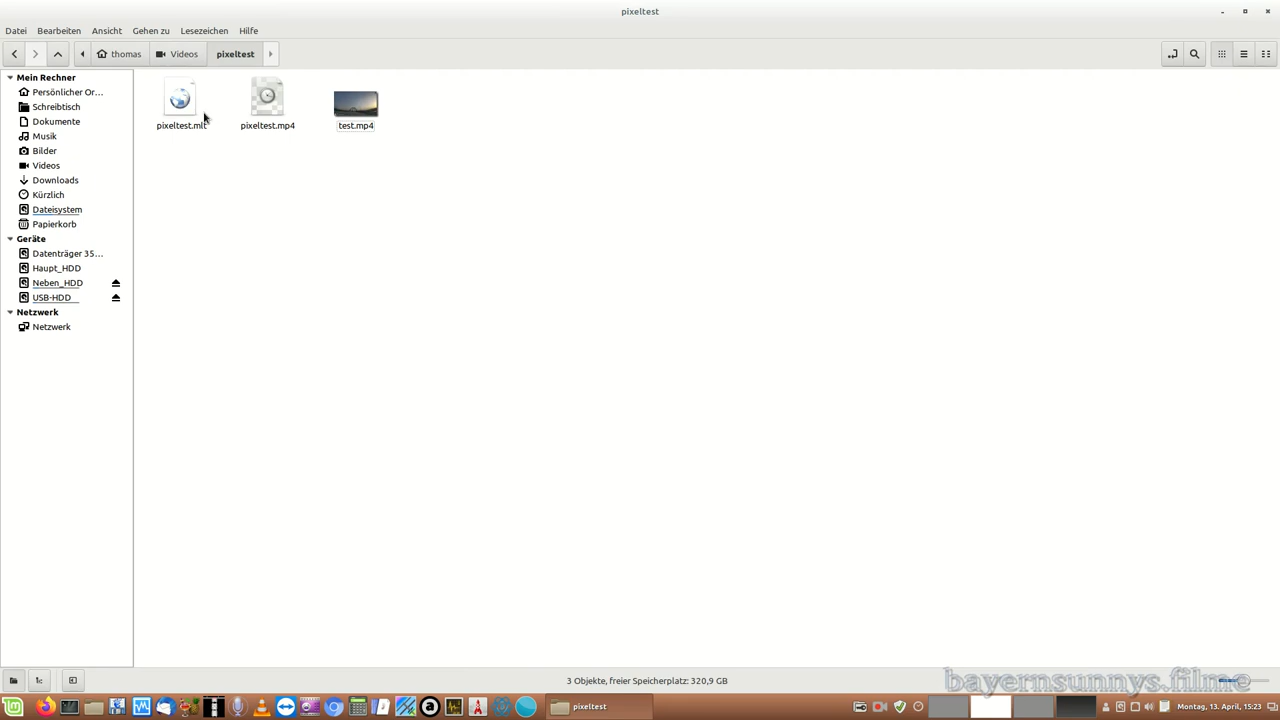 pixeltest
Datei Bearbeiten Ansicht Gehen zu Lesezeichen Hilfe
thomas Videos pixeltest
Mein Rechner
Persönlicher Or...
Schreibtisch
Dokumente
Musik
Bilder
Videos
Downloads
Kürzlich
Dateisystem
Papierkorb
Geräte
Datenträger 35...
Haupt_HDD
Neben_HDD
USB-HDD
Netzwerk
Netzwerk
pixeltest.mlt pixeltest.mp4 test.mp4
3 Objekte, freier Speicherplatz: 320,9 GB
bayernsunnys.filme
pixeltest
Montag, 13. April, 15:23